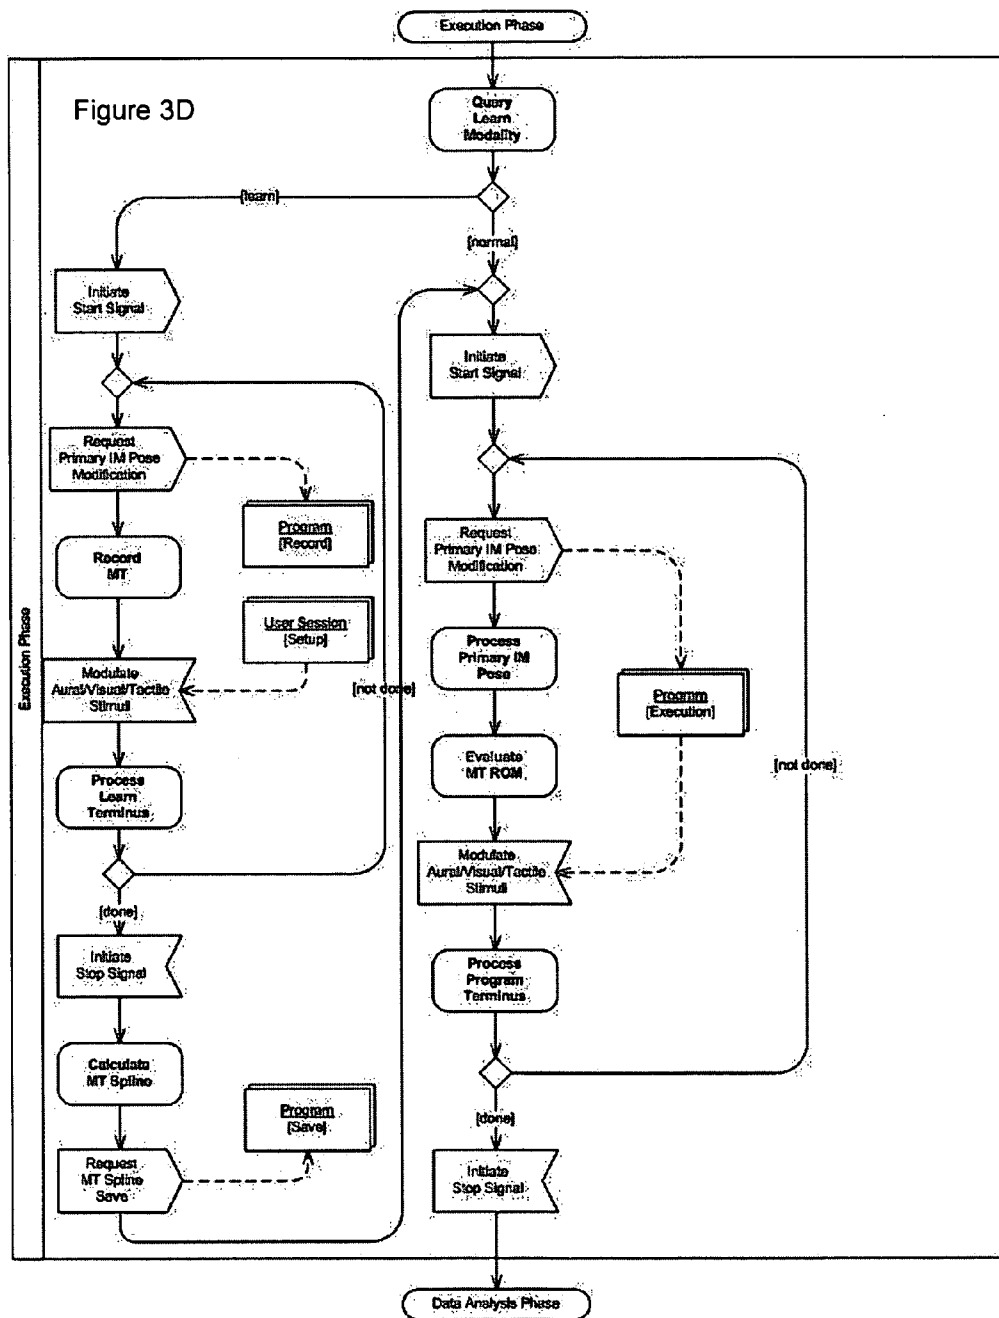 Execution Phase
Figure 3D
Query
Learn
Modality
[learn]
[normal]
Initiate
Start Signal
Request
Primary IM Pose
Modification
Program
[Record]
Record
MT
User Session
[Setup]
[not done]
Modulate
Aural/Visual/Tactile
Stimuli
Process
Learn
Terminus
[done]
Initiate
Stop Signal
Calculate
MT Spline
Program
[Save]
Request
MT Spline
Save
Initiate
Start Signal
Request
Primary IM Pose
Modification
Process
Primary IM
Pose
Program
[Execution]
Evaluate
MT ROM
[not done]
Modulate
Aural/Visual/Tactile
Stimuli
Process
Program
Terminus
[done]
Initiate
Stop Signal
Execution Phase
Data Analysis Phase